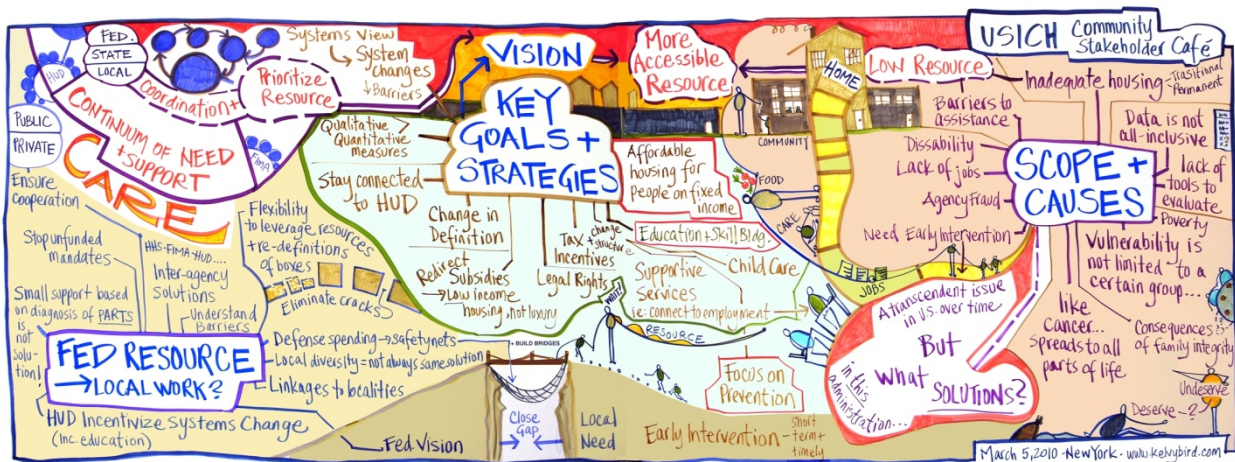 FED.
STATE
LOCAL
HUD
Coordination+
Prioritize
Resource
CONTINUUM OF NEED
+ SUPPORT
FIMA
CARE
PUBLIC
PRIVATE
Systems View
System
changes
↓ Barriers
VISION
More
Accessible
Resource
HOME
LOW Resource
USICH Community
Stakeholder Café
KEY
GOALS +
STRATEGIES
Qualitative
Quantitative
measures
Stay connected
to HUD
Change in
Definition
Redirect
Subsidies
→ Low income
housing, not luxury
Tax + change structure
Incentives
Legal Rights
Affordable
housing for
people on fixed
income
Education + Skill Bldg.
Child Care
Supportive
Services
ie: connect to employment
COMMUNITY
FOOD
CARE
JOBS
RESOURCE
wait!
Focus on
Prevention
Early Intervention - short
term +
timely
Ensure
cooperation
Stop unfunded
mandates
HHS-FIMA-HUD....
Inter-agency
Solutions
Understand
Barriers
Small support based
on diagnosis of PARTS
is
not
solu-
tion!
Flexibility
to leverage resources
+ re-definitions
of boxes
Eliminate cracks
FED RESOURCE
→ LOCAL WORK?
Defense spending → safety nets
Local diversity = not always same solution
Linkages to localities
HUD Incentivize Systems Change
(Inc. education)
Fed. Vision
+ BUILD BRIDGES
Close
GAP
Local
Need
SCOPE +
CAUSES
Inadequate housing - Trasitional
Permanent
Barriers to
assistance
Dissability
Lack of jobs
Agency Fraud
Need Early Intervention
Data is not
all-inclusive
lack of
tools to
evaluate
Poverty
Vulnerability is
not limited to a
certain group...
Consequences
of family integrity
like
cancer...
spreads to all
parts of life
A transcendent issue
in U.S. over time
But
What SOLUTIONS?
in this
administration...
Undeserve
Deserve - ?
March 5, 2010 - New York - www.kelvybird.com